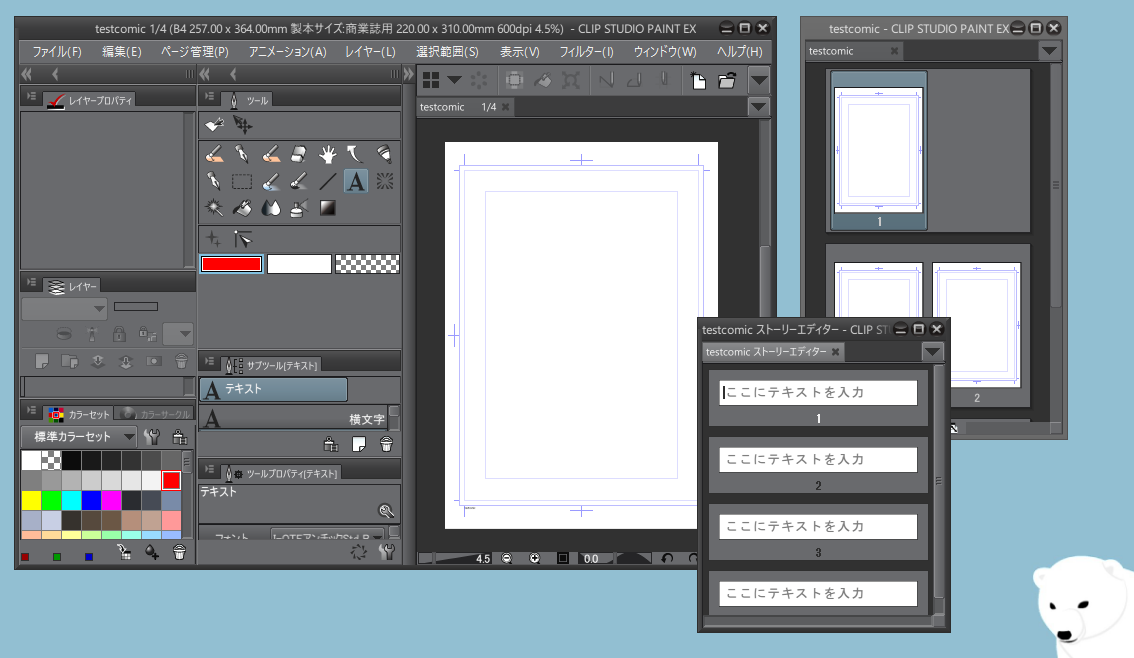 testcomic 1/4 (B4 257.00 x 364.00mm 製本サイズ:商業誌用 220.00 x 310.00mm 600dpi 4.5%) - CLIP STUDIO PAINT EX
ファイル(F) 編集(E) ページ管理(P) アニメーション(A) レイヤー(L) 選択範囲(S) 表示(V) フィルター(I) ウィンドウ(W) ヘルプ(H)
レイヤープロパティ
ツール
testcomic 1/4
レイヤー
サブツール[テキスト]
A テキスト
A 横文字
カラーセット
カラーサークル
標準カラーセット
ツールプロパティ[テキスト]
テキスト
フォント
4.5
0.0
testcomic - CLIP STUDIO PAINT EX
testcomic
1
2
testcomic ストーリーエディター - CLIP ST
testcomic ストーリーエディター
ここにテキストを入力
1
ここにテキストを入力
2
ここにテキストを入力
3
ここにテキストを入力